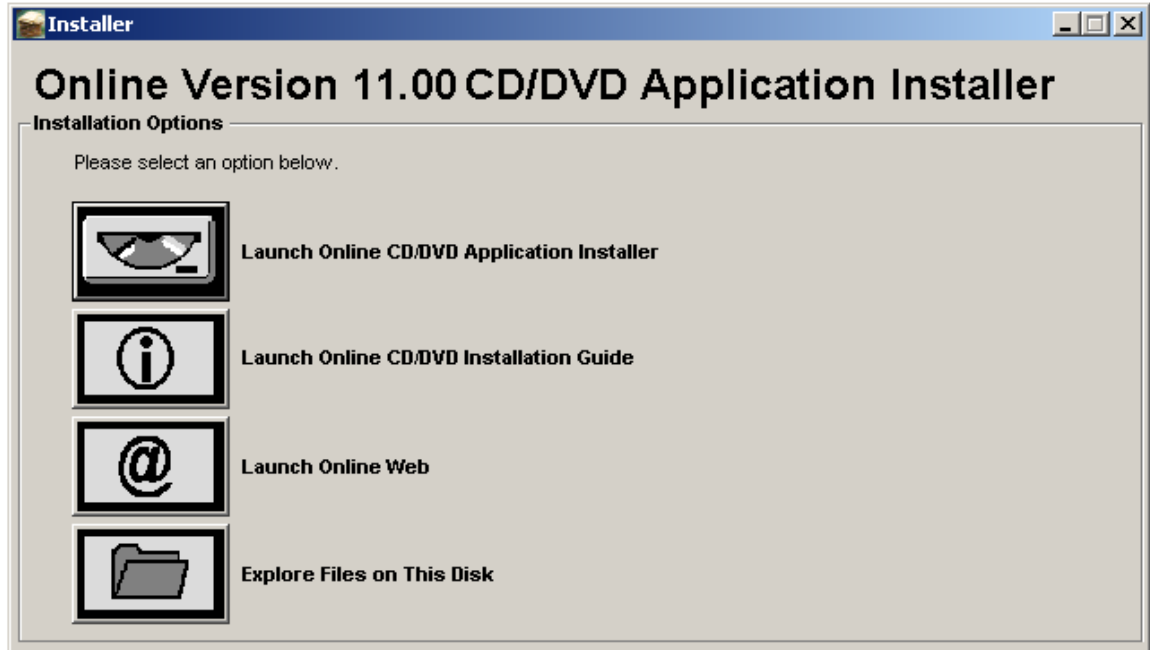 Installer
Online Version 11.00 CD/DVD Application Installer
Installation Options
Please select an option below.
Launch Online CD/DVD Application Installer
Launch Online CD/DVD Installation Guide
@
Launch Online Web
Explore Files on This Disk